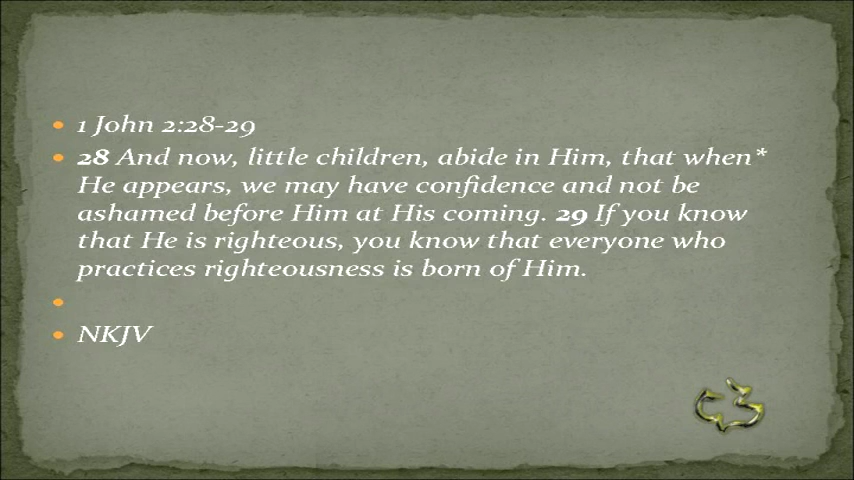 1 John 2:28-29
28 And now, little children, abide in Him, that when*
He appears, we may have confidence and not be
ashamed before Him at His coming. 29 If you know
that He is righteous, you know that everyone who
practices righteousness is born of Him.
NKJV